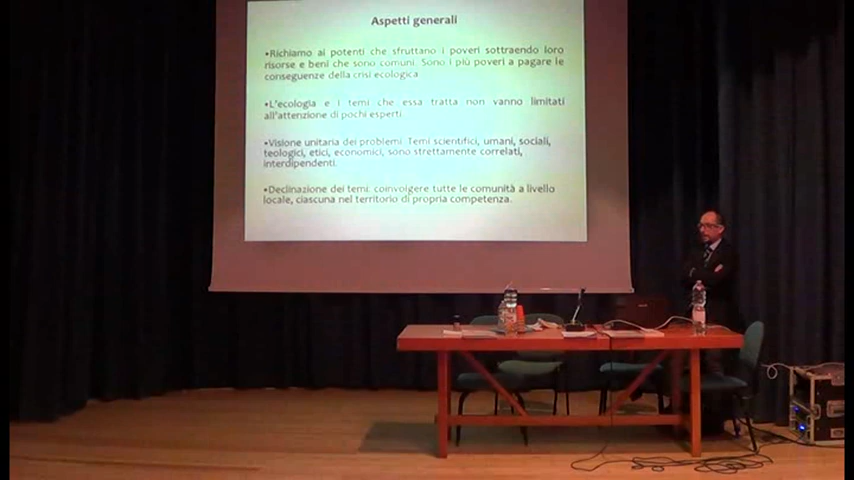 Aspetti generali
•Richiamo ai potenti che sfruttano i poveri sottraendo loro
risorse e beni che sono comuni. Sono i più poveri a pagare le
conseguenze della crisi ecologica
•L'ecologia e i temi che essa tratta non vanno limitati
all'attenzione di pochi esperti.
•Visione unitaria dei problemi. Temi scientifici, umani, sociali,
teologici, etici, economici, sono strettamente correlati,
interdipendenti.
•Declinazione dei temi: coinvolgere tutte le comunità a livello
locale, ciascuna nel territorio di propria competenza.